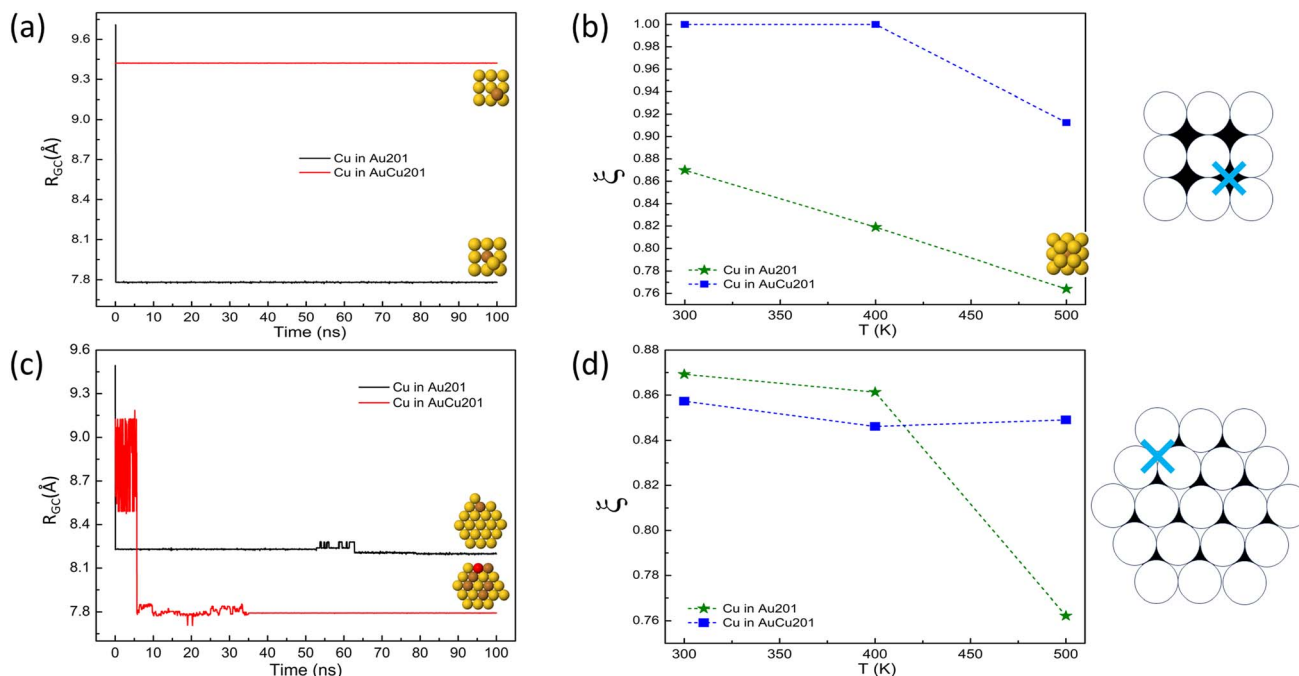 (a)
9.6
9.3
9.0
8.7
8.4
8.1
7.8
R_GC(Å)
Cu in Au201
Cu in AuCu201
0 10 20 30 40 50 60 70 80 90 100
Time (ns)
(b)
1.00
0.98
0.96
0.94
0.92
0.90
0.88
0.86
0.84
0.82
0.80
0.78
0.76
ξ
Cu in Au201
Cu in AuCu201
300 350 400 450 500
T (K)
(c)
9.6
9.3
9.0
8.7
8.4
8.1
7.8
R_GC(Å)
Cu in Au201
Cu in AuCu201
0 10 20 30 40 50 60 70 80 90 100
Time (ns)
(d)
0.88
0.86
0.84
0.82
0.80
0.78
0.76
ξ
Cu in Au201
Cu in AuCu201
300 350 400 450 500
T (K)